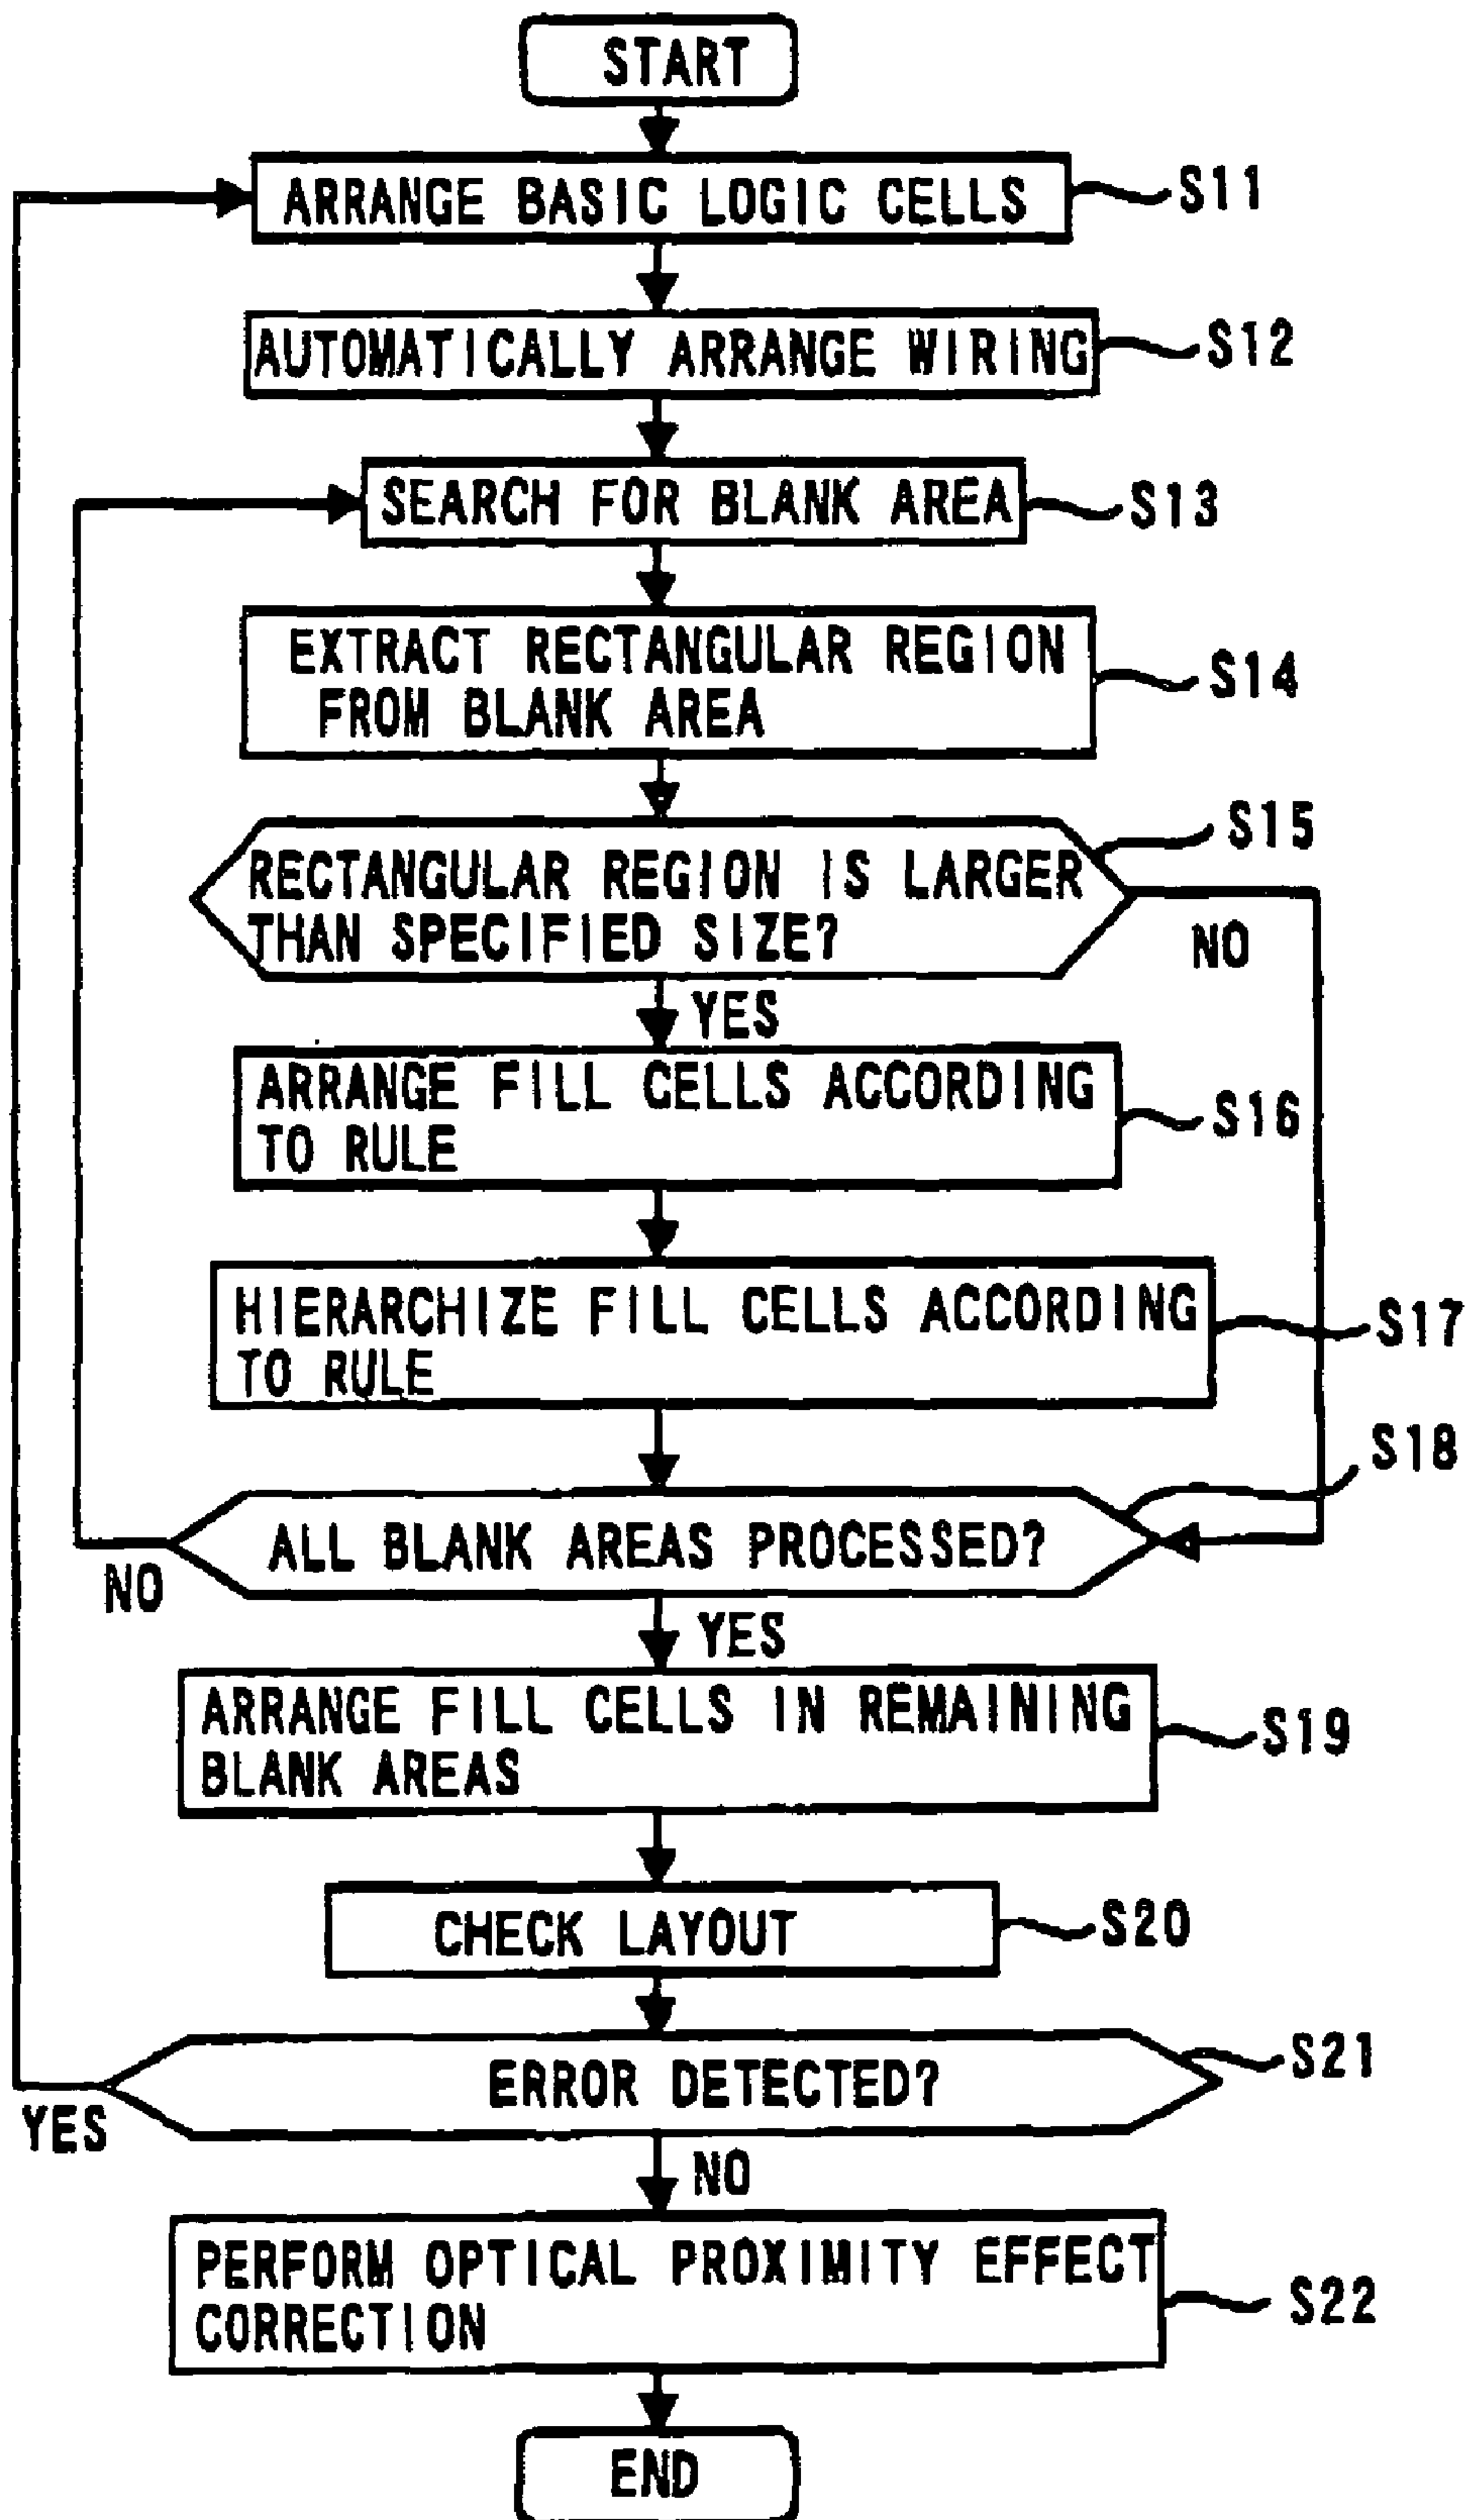 START
ARRANGE BASIC LOGIC CELLS
S11
AUTOMATICALLY ARRANGE WIRING
S12
SEARCH FOR BLANK AREA
S13
EXTRACT RECTANGULAR REGION
FROM BLANK AREA
S14
S15
RECTANGULAR REGION IS LARGER
THAN SPECIFIED SIZE?
NO
YES
ARRANGE FILL CELLS ACCORDING
TO RULE
S16
HIERARCHIZE FILL CELLS ACCORDING
TO RULE
S17
S18
ALL BLANK AREAS PROCESSED?
NO
YES
ARRANGE FILL CELLS IN REMAINING
BLANK AREAS
S19
CHECK LAYOUT
S20
ERROR DETECTED?
S21
YES
NO
PERFORM OPTICAL PROXIMITY EFFECT
CORRECTION
S22
END